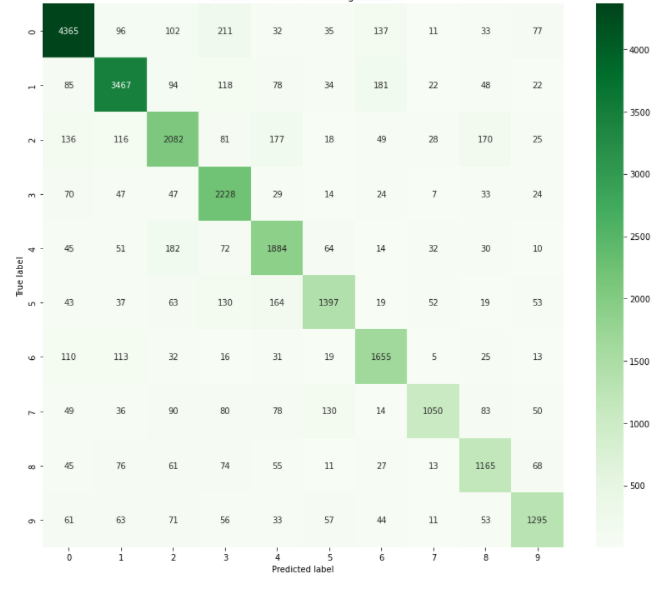 0 4365 96 102 211 32 35 137 11 33 77
1 85 3467 94 118 78 34 181 22 48 22
2 136 116 2082 81 177 18 49 28 170 25
3 70 47 47 2228 29 14 24 7 33 24
4 45 51 182 72 1884 64 14 32 30 10
5 43 37 63 130 164 1397 19 52 19 53
6 110 113 32 16 31 19 1655 5 25 13
7 49 36 90 80 78 130 14 1050 83 50
8 45 76 61 74 55 11 27 13 1165 68
9 61 63 71 56 33 57 44 11 53 1295
0 1 2 3 4 5 6 7 8 9
Predicted label
True label
4000
3500
3000
2500
2000
1500
1000
500